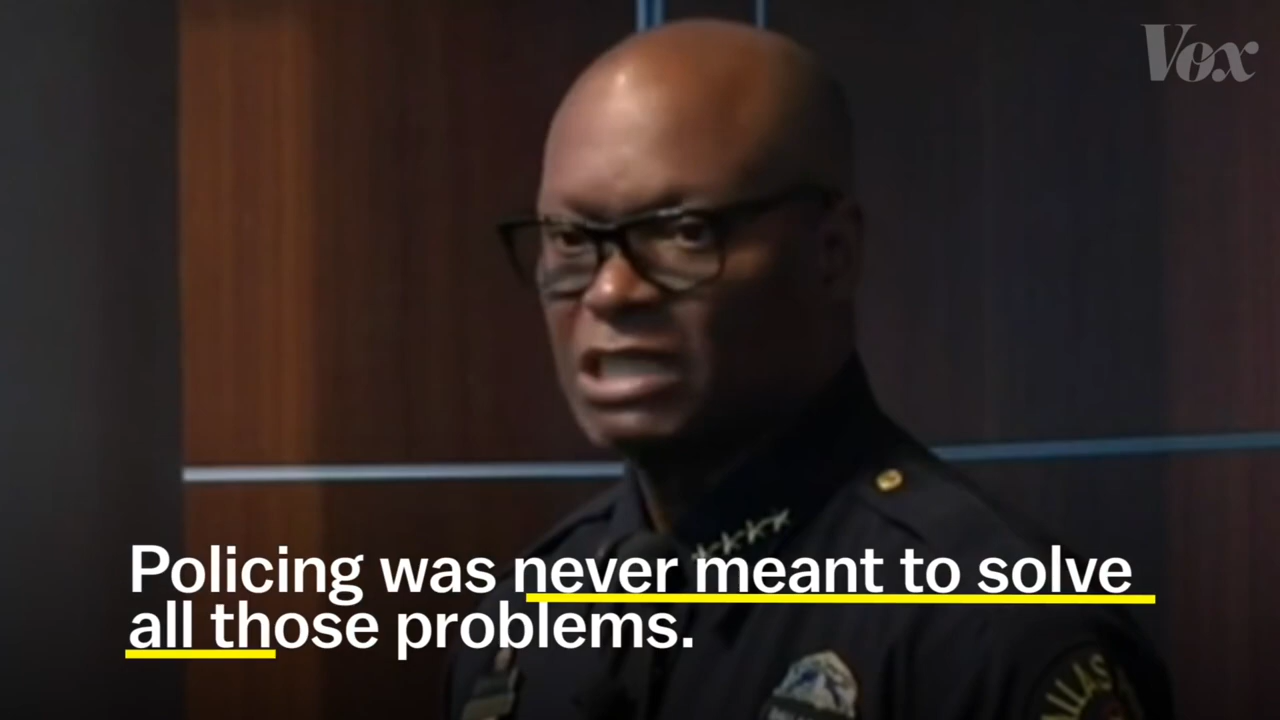 Vox
Policing was never meant to solve
all those problems.